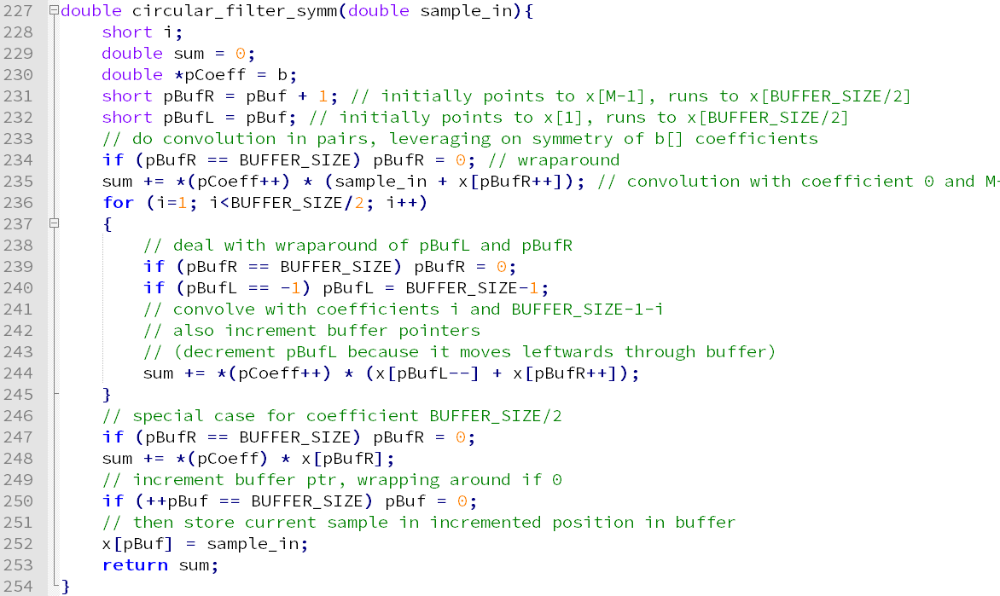 227 double circular_filter_symm(double sample_in){
228     short i;
229     double sum = 0;
230     double *pCoeff = b;
231     short pBufR = pBuf + 1; // initially points to x[M-1], runs to x[BUFFER_SIZE/2]
232     short pBufL = pBuf; // initially points to x[1], runs to x[BUFFER_SIZE/2]
233     // do convolution in pairs, leveraging on symmetry of b[] coefficients
234     if (pBufR == BUFFER_SIZE) pBufR = 0; // wraparound
235     sum += *(pCoeff++) * (sample_in + x[pBufR++]); // convolution with coefficient 0 and M-
236     for (i=1; i<BUFFER_SIZE/2; i++)
237     {
238         // deal with wraparound of pBufL and pBufR
239         if (pBufR == BUFFER_SIZE) pBufR = 0;
240         if (pBufL == -1) pBufL = BUFFER_SIZE-1;
241         // convolve with coefficients i and BUFFER_SIZE-1-i
242         // also increment buffer pointers
243         // (decrement pBufL because it moves leftwards through buffer)
244         sum += *(pCoeff++) * (x[pBufL--] + x[pBufR++]);
245     }
246     // special case for coefficient BUFFER_SIZE/2
247     if (pBufR == BUFFER_SIZE) pBufR = 0;
248     sum += *(pCoeff) * x[pBufR];
249     // increment buffer ptr, wrapping around if 0
250     if (++pBuf == BUFFER_SIZE) pBuf = 0;
251     // then store current sample in incremented position in buffer
252     x[pBuf] = sample_in;
253     return sum;
254 }